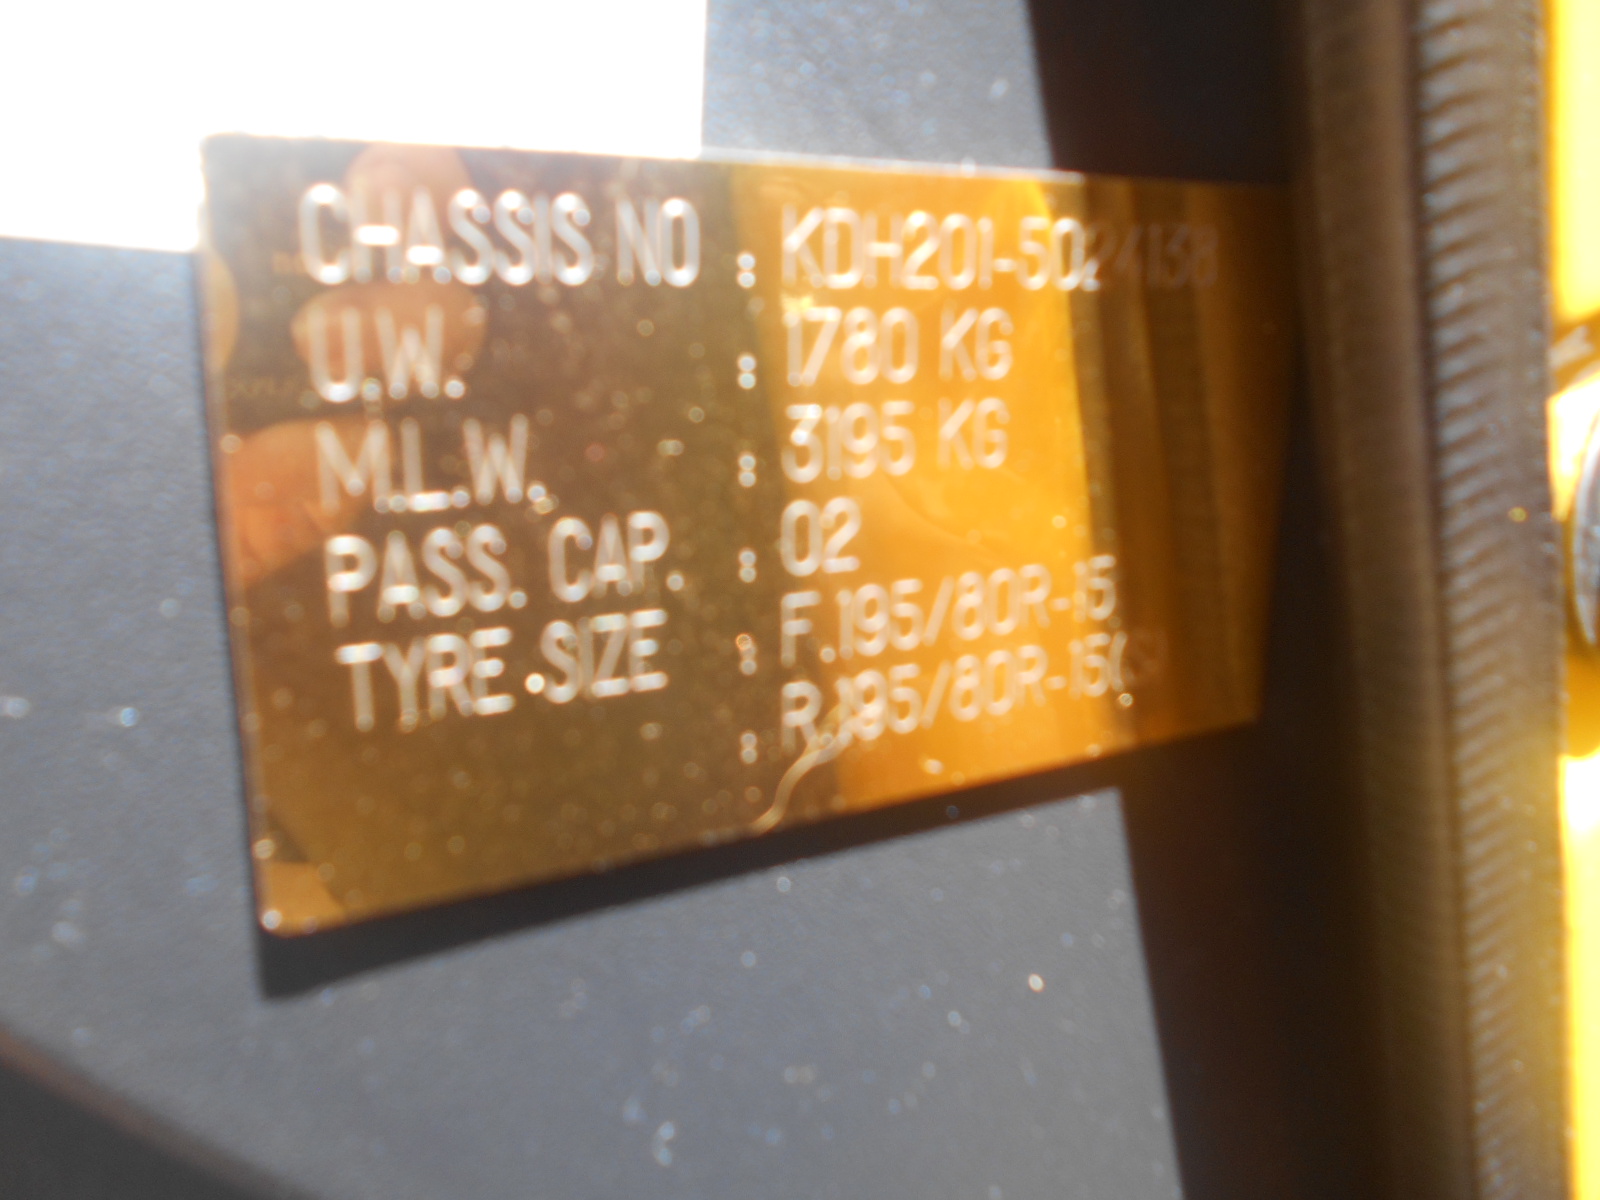 CHASSIS NO : KDH201-5024138
U.W. : 1780 KG
M.L.W. : 3195 KG
PASS. CAP. : 02
TYRE SIZE : F.195/80R-15
: R.195/80R-15(S)